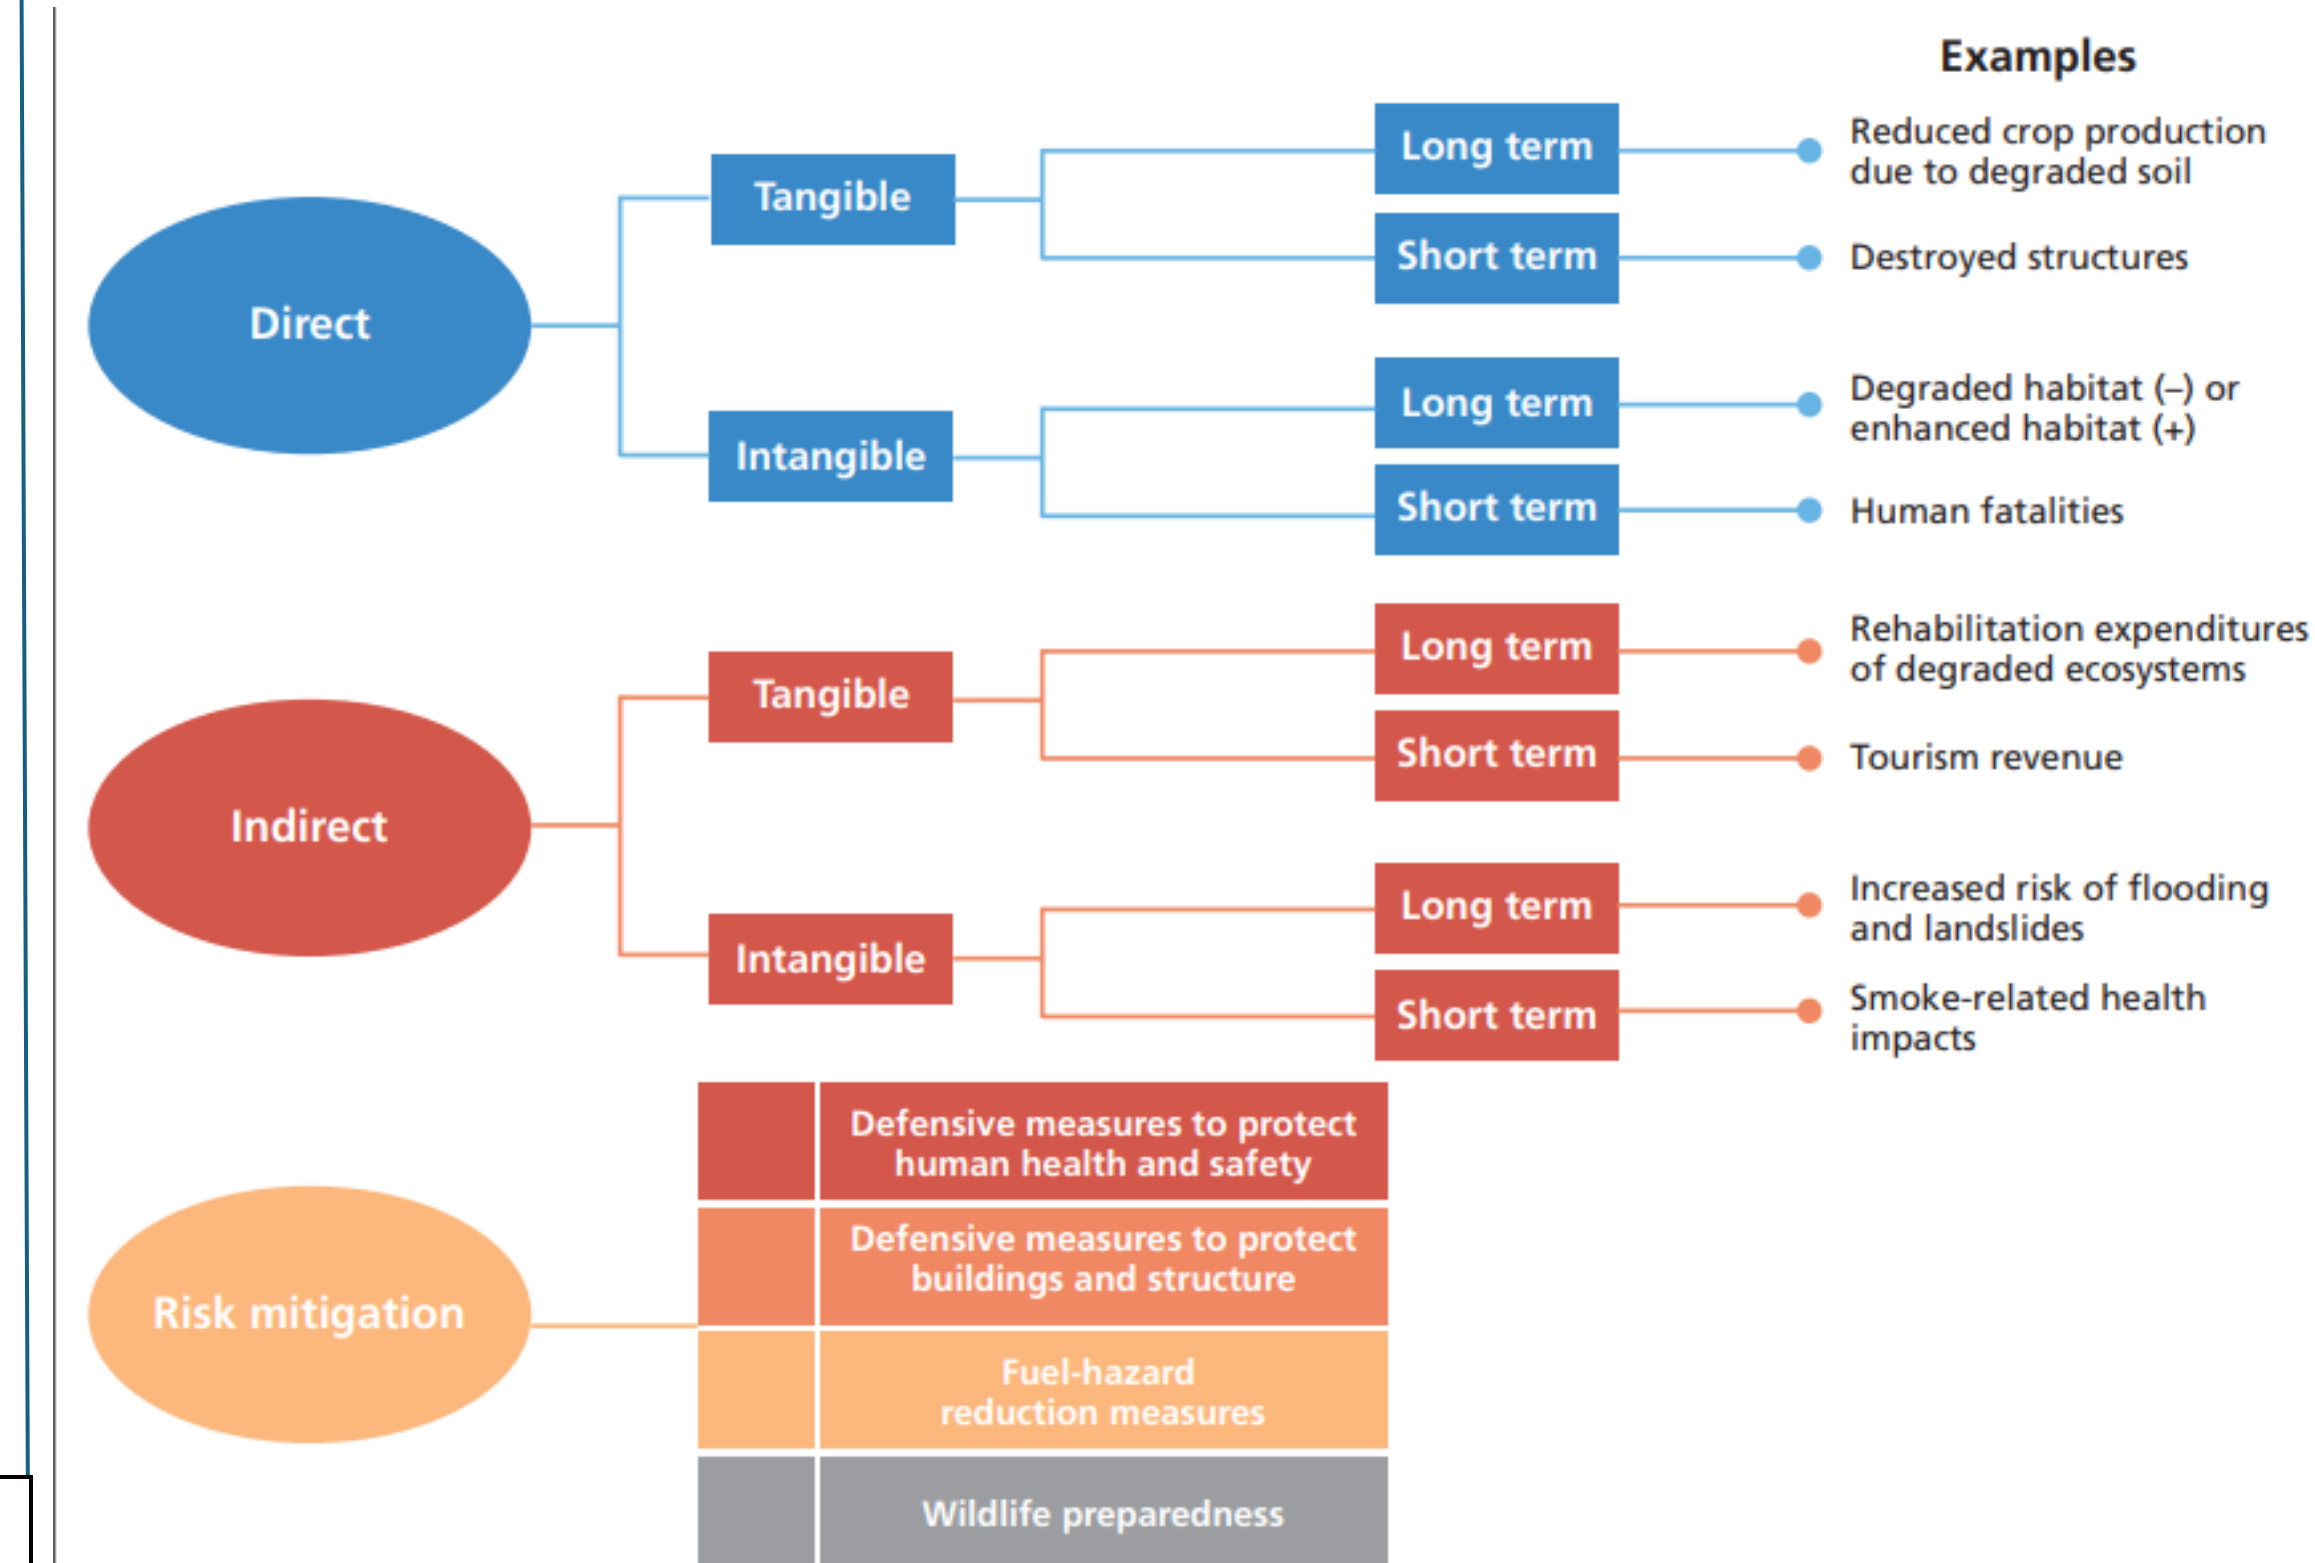 Examples
Direct
Tangible
Long term
Reduced crop production
due to degraded soil
Short term
Destroyed structures
Intangible
Long term
Degraded habitat (–) or
enhanced habitat (+)
Short term
Human fatalities
Indirect
Tangible
Long term
Rehabilitation expenditures
of degraded ecosystems
Short term
Tourism revenue
Intangible
Long term
Increased risk of flooding
and landslides
Short term
Smoke-related health
impacts
Risk mitigation
Defensive measures to protect
human health and safety
Defensive measures to protect
buildings and structure
Fuel-hazard
reduction measures
Wildlife preparedness